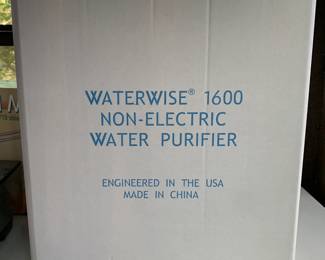 WATERWISE® 1600
NON-ELECTRIC
WATER PURIFIER
ENGINEERED IN THE USA
MADE IN CHINA